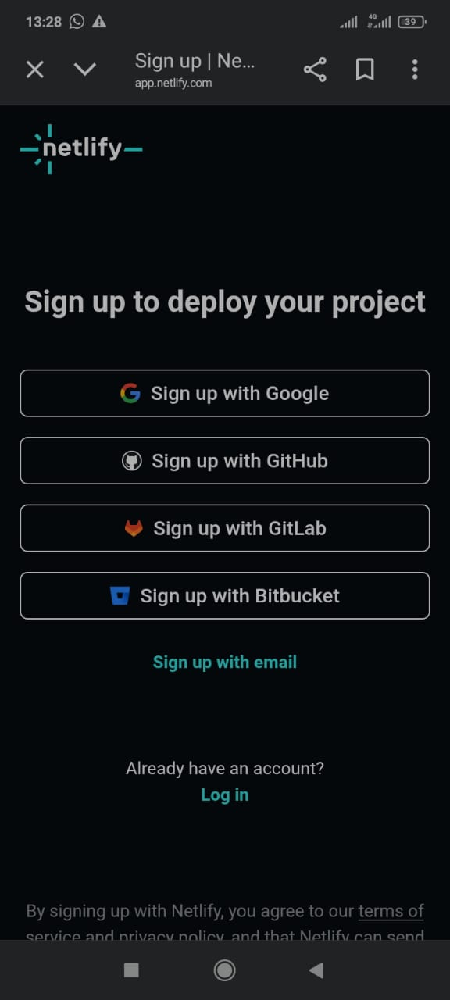 13:28
4G
39
Sign up | Ne...
app.netlify.com
netlify
Sign up to deploy your project
Sign up with Google
Sign up with GitHub
Sign up with GitLab
Sign up with Bitbucket
Sign up with email
Already have an account?
Log in
By signing up with Netlify, you agree to our terms of
service and privacy policy, and that Netlify can send